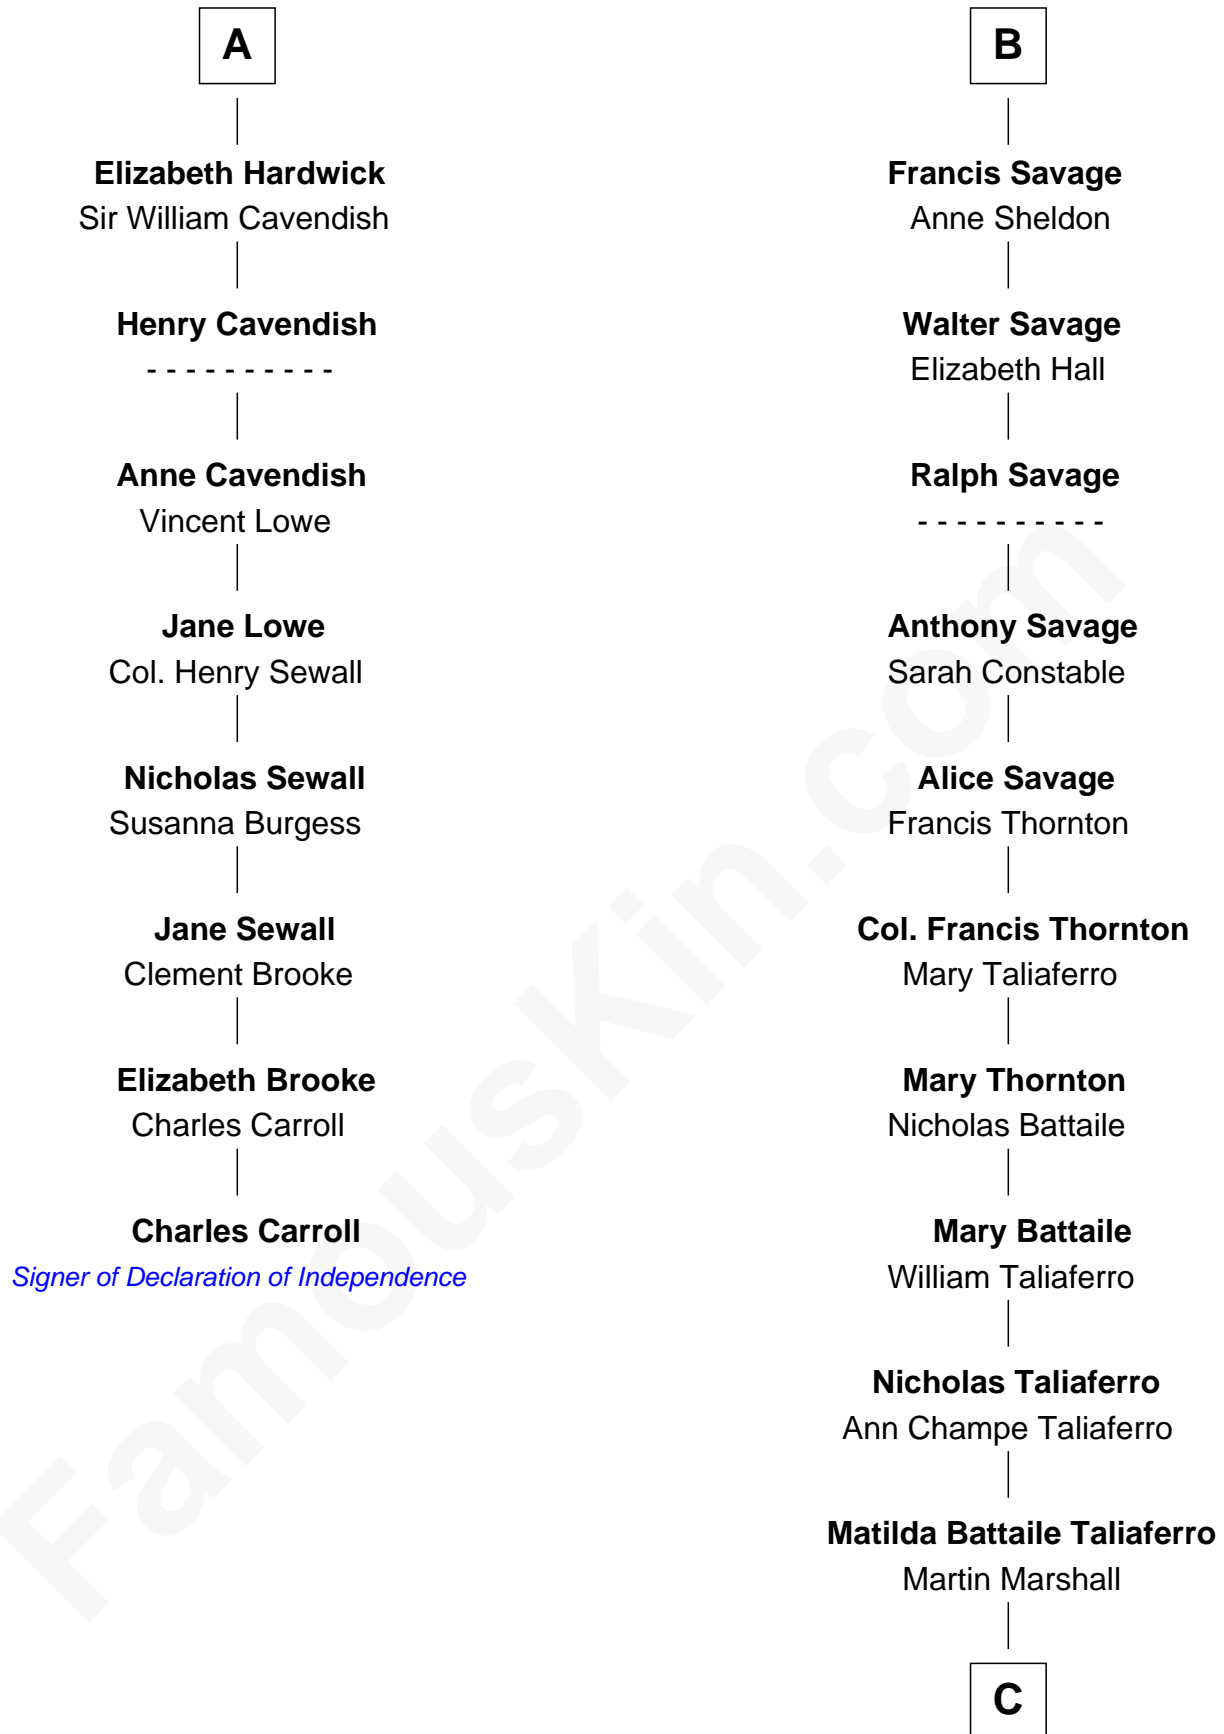 A
Elizabeth Hardwick
Sir William Cavendish
Henry Cavendish
- - - - - - - - - -
Anne Cavendish
Vincent Lowe
Jane Lowe
Col. Henry Sewall
Nicholas Sewall
Susanna Burgess
Jane Sewall
Clement Brooke
Elizabeth Brooke
Charles Carroll
Charles Carroll
Signer of Declaration of Independence
B
Francis Savage
Anne Sheldon
Walter Savage
Elizabeth Hall
Ralph Savage
- - - - - - - - - -
Anthony Savage
Sarah Constable
Alice Savage
Francis Thornton
Col. Francis Thornton
Mary Taliaferro
Mary Thornton
Nicholas Battaile
Mary Battaile
William Taliaferro
Nicholas Taliaferro
Ann Champe Taliaferro
Matilda Battaile Taliaferro
Martin Marshall
C
FamousKin.com